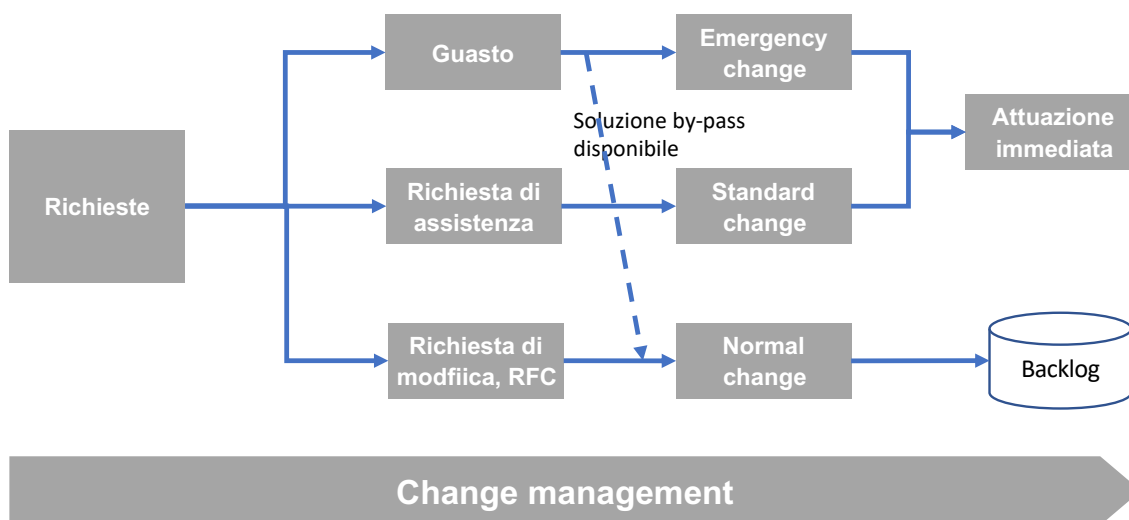 Guasto
Emergency
change
Soluzione by-pass
disponibile
Attuazione
immediata
Richieste
Richiesta di
assistenza
Standard
change
Richiesta di
modfiica, RFC
Normal
change
Backlog
Change management